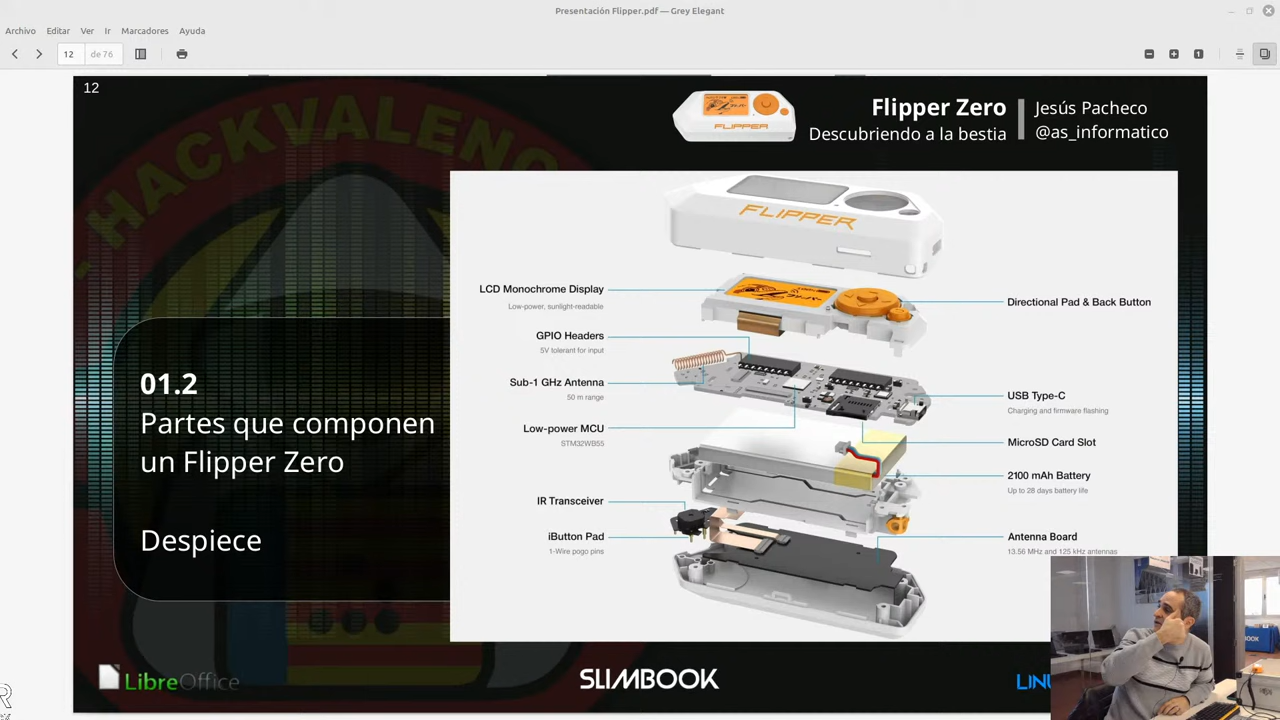 Presentación Flipper.pdf — Grey Elegant
Archivo Editar Ver Ir Marcadores Ayuda
12 de 76
12
Flipper Zero
Descubriendo a la bestia
Jesús Pacheco
@as_informatico
HACKVALE
FLIPPER
FLIPPER
LCD Monochrome Display
Low-power, sunlight-readable
Directional Pad & Back Button
GPIO Headers
5V tolerant for input
Sub-1 GHz Antenna
50 m range
USB Type-C
Charging and firmware flashing
Low-power MCU
STM32WB55
MicroSD Card Slot
2100 mAh Battery
Up to 28 days battery life
IR Transceiver
iButton Pad
1-Wire pogo pins
Antenna Board
13.56 MHz and 125 kHz antennas
01.2
Partes que componen
un Flipper Zero
Despiece
LibreOffice
SLIMBOOK
LINU